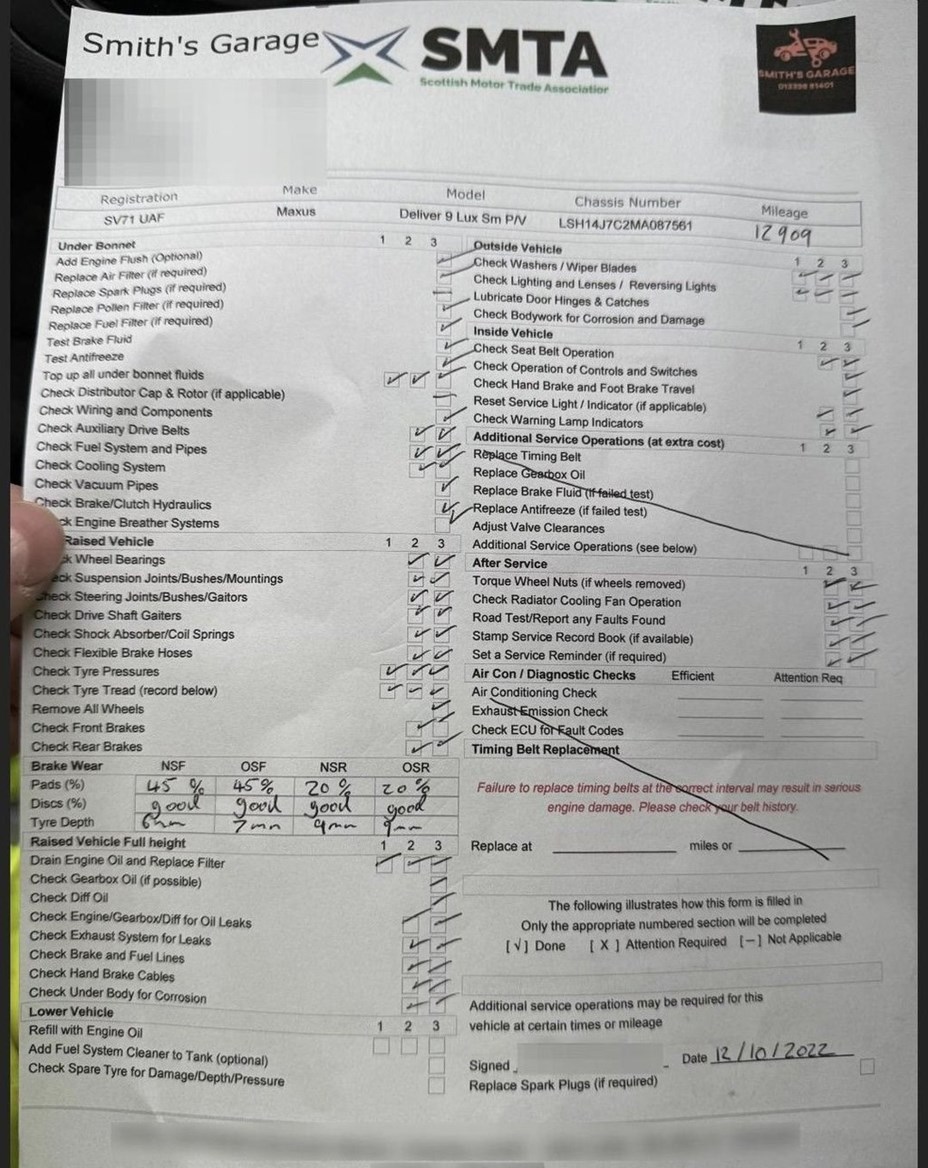 Smith's Garage
SMTA
Scottish Motor Trade Association
SMITH'S GARAGE
Registration Make Model Chassis Number Mileage
SV71 UAF Maxus Deliver 9 Lux Sm P/V LSH14J7C2MA087561 12909
Under Bonnet 1 2 3
Add Engine Flush (Optional)
Replace Air Filter (if required)
Replace Spark Plugs (if required)
Replace Pollen Filter (if required)
Replace Fuel Filter (if required)
Test Brake Fluid
Test Antifreeze
Top up all under bonnet fluids
Check Distributor Cap & Rotor (if applicable)
Check Wiring and Components
Check Auxiliary Drive Belts
Check Fuel System and Pipes
Check Cooling System
Check Vacuum Pipes
Check Brake/Clutch Hydraulics
ck Engine Breather Systems
Raised Vehicle 1 2 3
k Wheel Bearings
eck Suspension Joints/Bushes/Mountings
Check Steering Joints/Bushes/Gaitors
Check Drive Shaft Gaiters
Check Shock Absorber/Coil Springs
Check Flexible Brake Hoses
Check Tyre Pressures
Check Tyre Tread (record below)
Remove All Wheels
Check Front Brakes
Check Rear Brakes
Brake Wear NSF OSF NSR OSR
Pads (%) 45 % 45% 20 % 20 %
Discs (%) good good good good
Tyre Depth 6mm 7mm 9mm 9mm
Raised Vehicle Full height 1 2 3
Drain Engine Oil and Replace Filter
Check Gearbox Oil (if possible)
Check Diff Oil
Check Engine/Gearbox/Diff for Oil Leaks
Check Exhaust System for Leaks
Check Brake and Fuel Lines
Check Hand Brake Cables
Check Under Body for Corrosion
Lower Vehicle
Refill with Engine Oil 1 2 3
Add Fuel System Cleaner to Tank (optional)
Check Spare Tyre for Damage/Depth/Pressure
Outside Vehicle
Check Washers / Wiper Blades 1 2 3
Check Lighting and Lenses / Reversing Lights
Lubricate Door Hinges & Catches
Check Bodywork for Corrosion and Damage
Inside Vehicle
Check Seat Belt Operation 1 2 3
Check Operation of Controls and Switches
Check Hand Brake and Foot Brake Travel
Reset Service Light / Indicator (if applicable)
Check Warning Lamp Indicators
Additional Service Operations (at extra cost)
Replace Timing Belt 1 2 3
Replace Gearbox Oil
Replace Brake Fluid (if failed test)
Replace Antifreeze (if failed test)
Adjust Valve Clearances
Additional Service Operations (see below)
After Service 1 2 3
Torque Wheel Nuts (if wheels removed)
Check Radiator Cooling Fan Operation
Road Test/Report any Faults Found
Stamp Service Record Book (if available)
Set a Service Reminder (if required)
Air Con / Diagnostic Checks Efficient Attention Req
Air Conditioning Check
Exhaust Emission Check
Check ECU for Fault Codes
Timing Belt Replacement
Failure to replace timing belts at the correct interval may result in serious
engine damage. Please check your belt history.
Replace at miles or
The following illustrates how this form is filled in
Only the appropriate numbered section will be completed
[√] Done [ X ] Attention Required [—] Not Applicable
Additional service operations may be required for this
vehicle at certain times or mileage
Signed Date 12/10/2022
Replace Spark Plugs (if required)